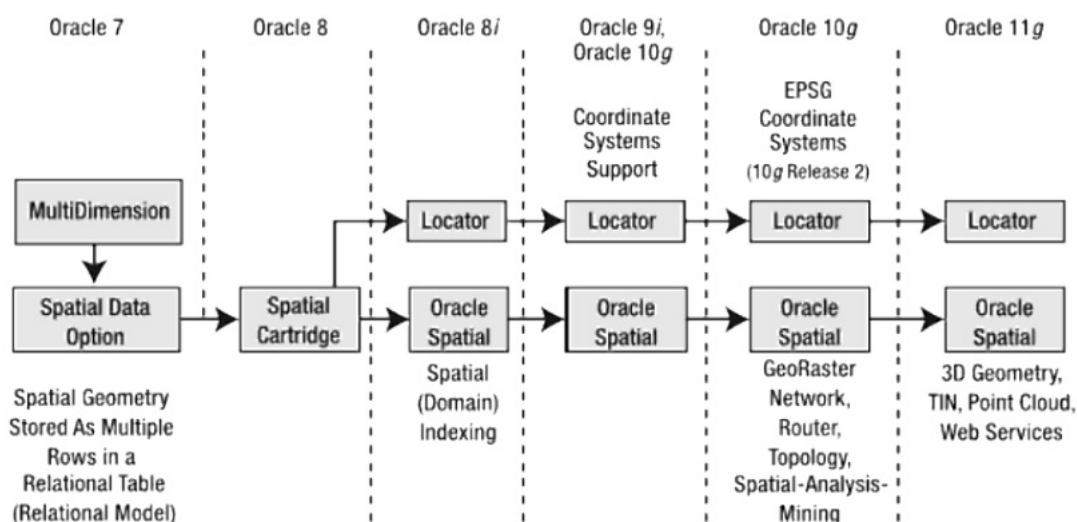 Oracle 7
Oracle 8
Oracle 8i
Oracle 9i,
Oracle 10g
Oracle 10g
Oracle 11g
Coordinate
Systems
Support
EPSG
Coordinate
Systems
(10g Release 2)
MultiDimension
Locator
Locator
Locator
Locator
Spatial Data
Option
Spatial
Cartridge
Oracle
Spatial
Oracle
Spatial
Oracle
Spatial
Oracle
Spatial
Spatial Geometry
Stored As Multiple
Rows in a
Relational Table
(Relational Model)
Spatial
(Domain)
Indexing
GeoRaster
Network,
Router,
Topology,
Spatial-Analysis-
Mining
3D Geometry,
TIN, Point Cloud,
Web Services